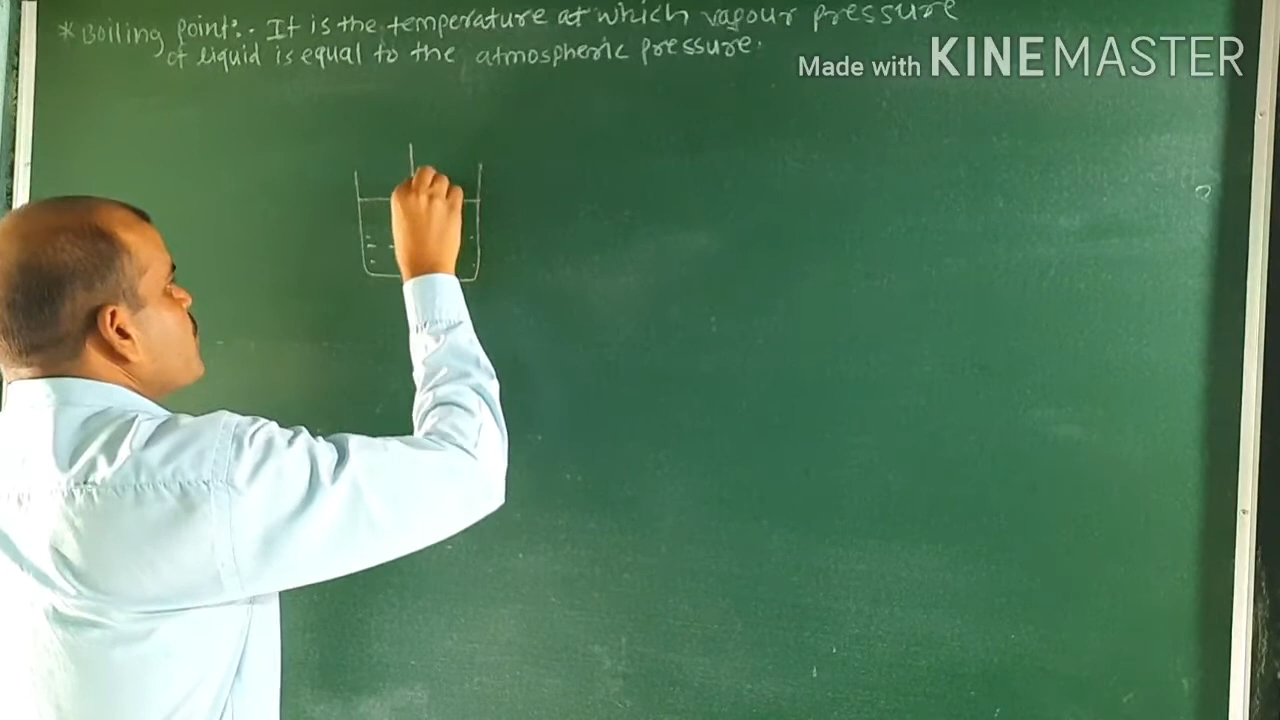 * Boiling point:- It is the temperature at which vapour pressure
of liquid is equal to the atmospheric pressure.
Made with KINEMASTER